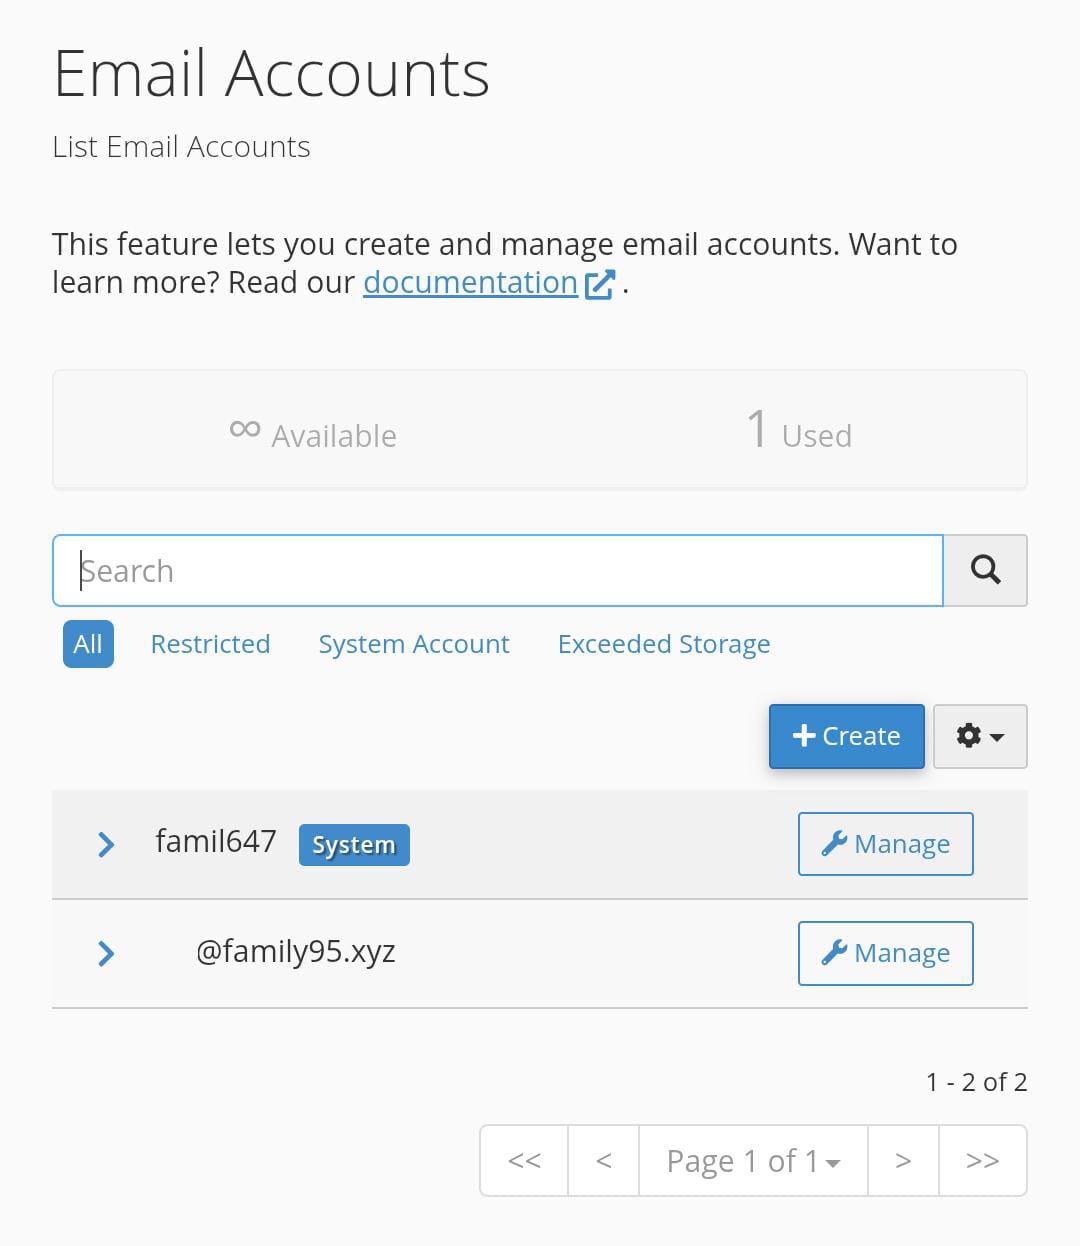 Email Accounts
List Email Accounts
This feature lets you create and manage email accounts. Want to
learn more? Read our documentation .
∞ Available 1 Used
Search
All Restricted System Account Exceeded Storage
Create
famil647 System Manage
@family95.xyz Manage
1 - 2 of 2
<< < Page 1 of 1 > >>